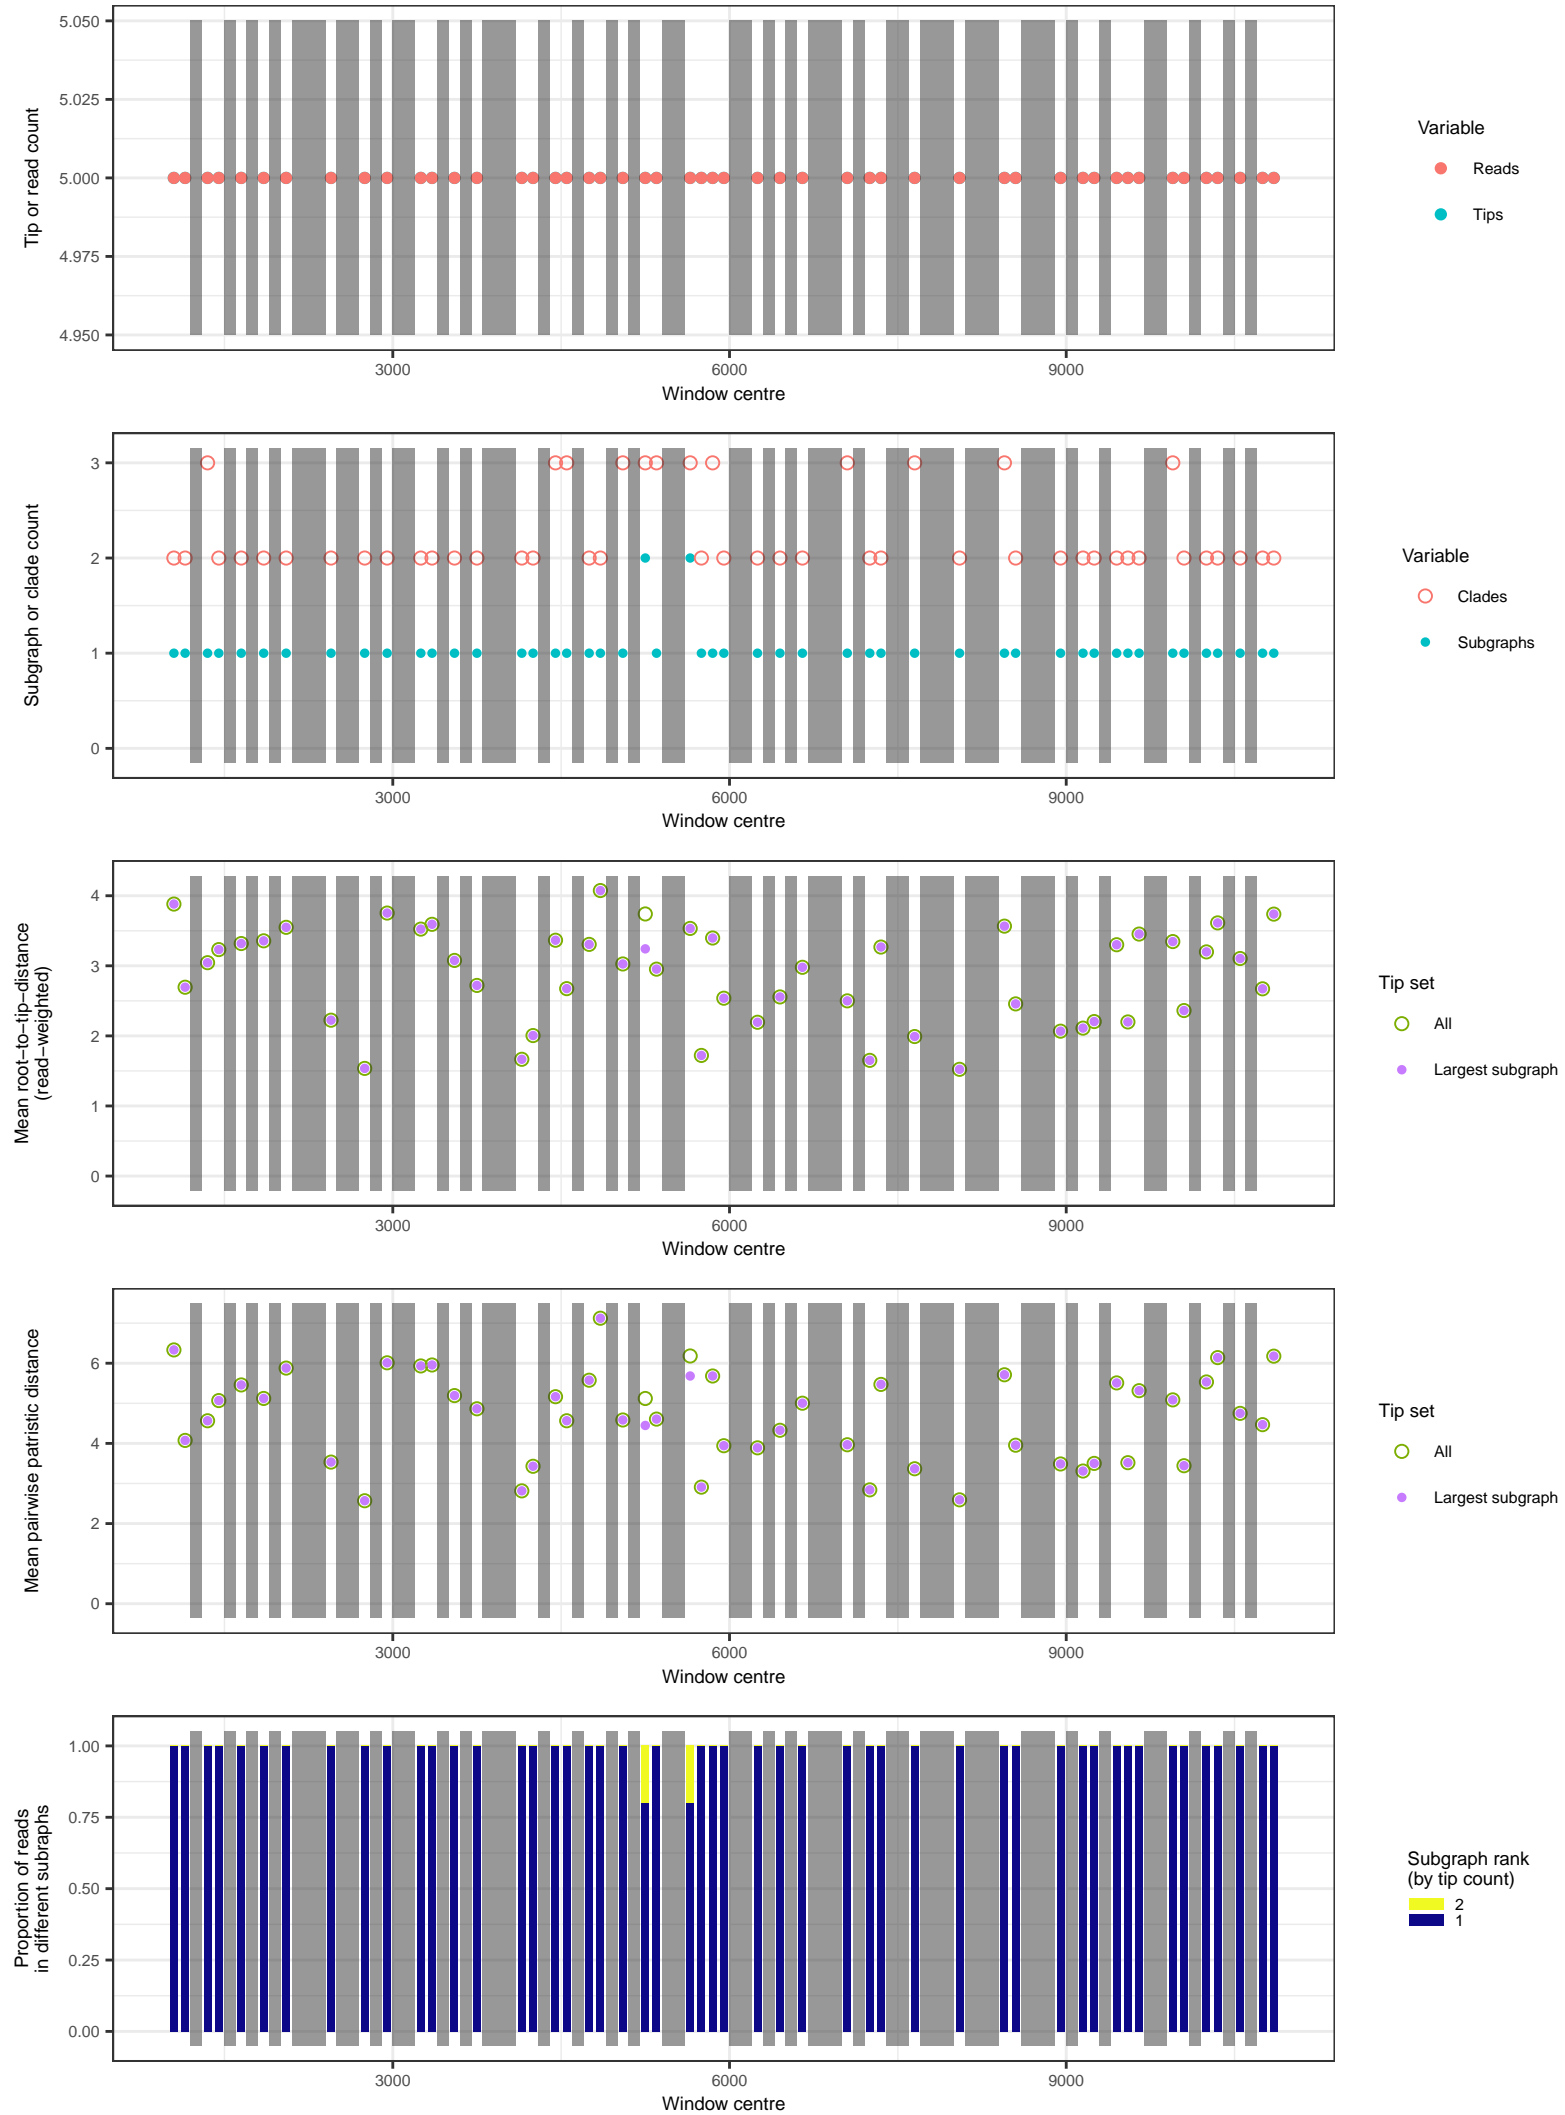 5.050
5.025
5.000
4.975
4.950
Tip or read count
3000
6000
9000
Window centre
Variable
Reads
Tips
3
2
1
0
Subgraph or clade count
3000
6000
9000
Window centre
Variable
Clades
Subgraphs
4
3
2
1
0
Mean root-to-tip-distance
(read-weighted)
3000
6000
9000
Window centre
Tip set
All
Largest subgraph
6
4
2
0
Mean pairwise patristic distance
3000
6000
9000
Window centre
Tip set
All
Largest subgraph
1.00
0.75
0.50
0.25
0.00
Proportion of reads
in different subraphs
3000
6000
9000
Window centre
Subgraph rank
(by tip count)
2
1